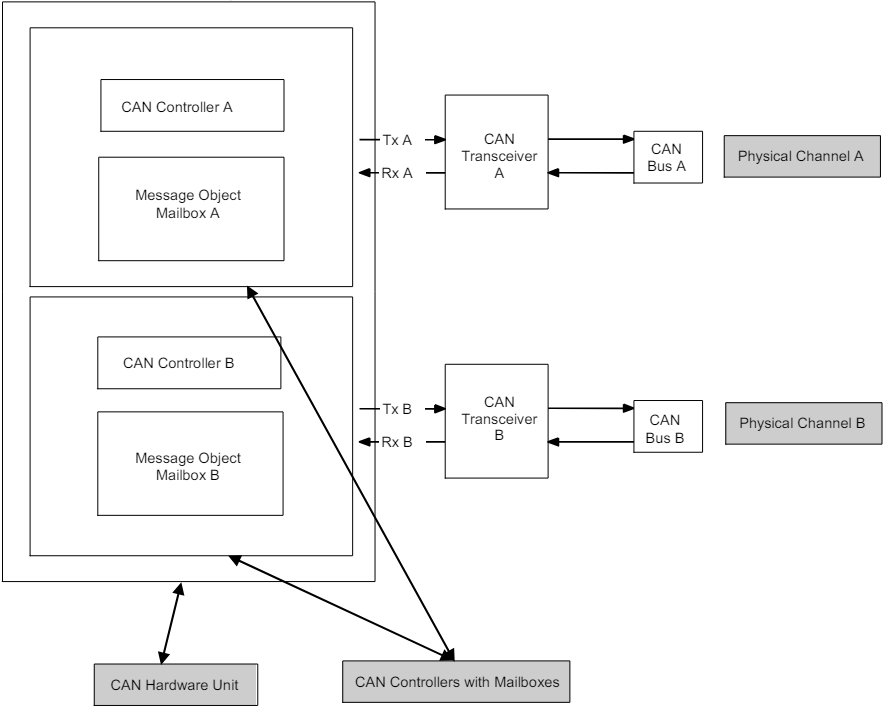 CAN Controller A
Message Object
Mailbox A
Tx A
Rx A
CAN
Transceiver
A
CAN
Bus A
Physical Channel A
CAN Controller B
Message Object
Mailbox B
Tx B
Rx B
CAN
Transceiver
B
CAN
Bus B
Physical Channel B
CAN Hardware Unit
CAN Controllers with Mailboxes